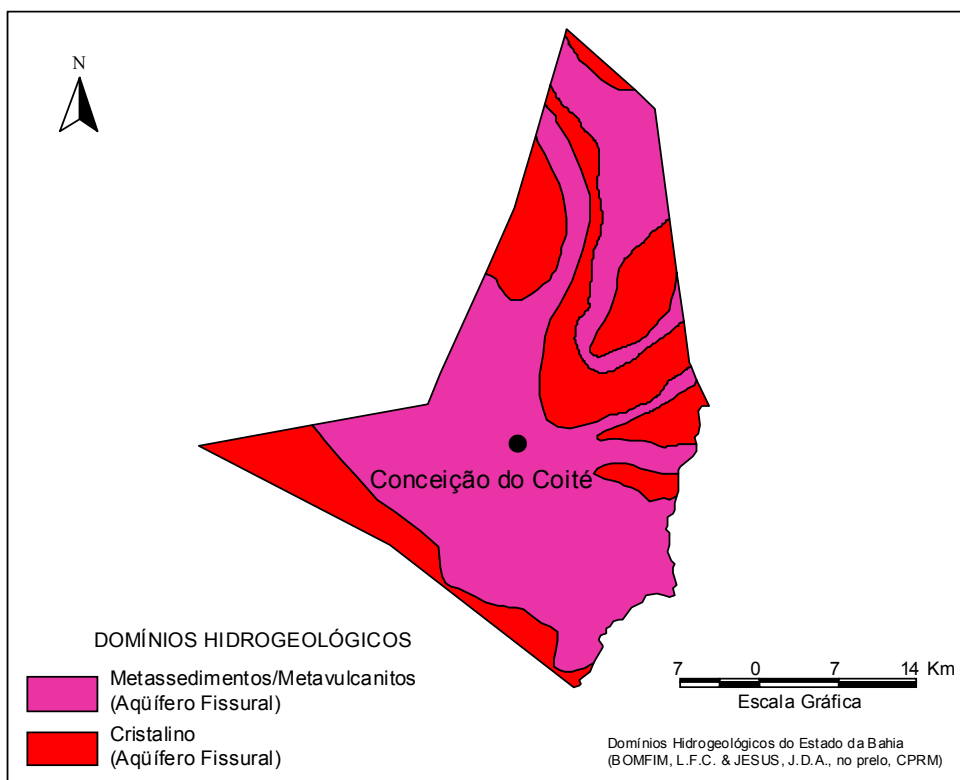 N
Conceição do Coité
DOMÍNIOS HIDROGEOLÓGICOS
Metassedimentos/Metavulcanitos
(Aqüífero Fissural)
Cristalino
(Aqüífero Fissural)
7 0 7 14 Km
Escala Gráfica
Domínios Hidrogeológicos do Estado da Bahia
(BOMFIM, L.F.C. & JESUS, J.D.A., no prelo, CPRM)